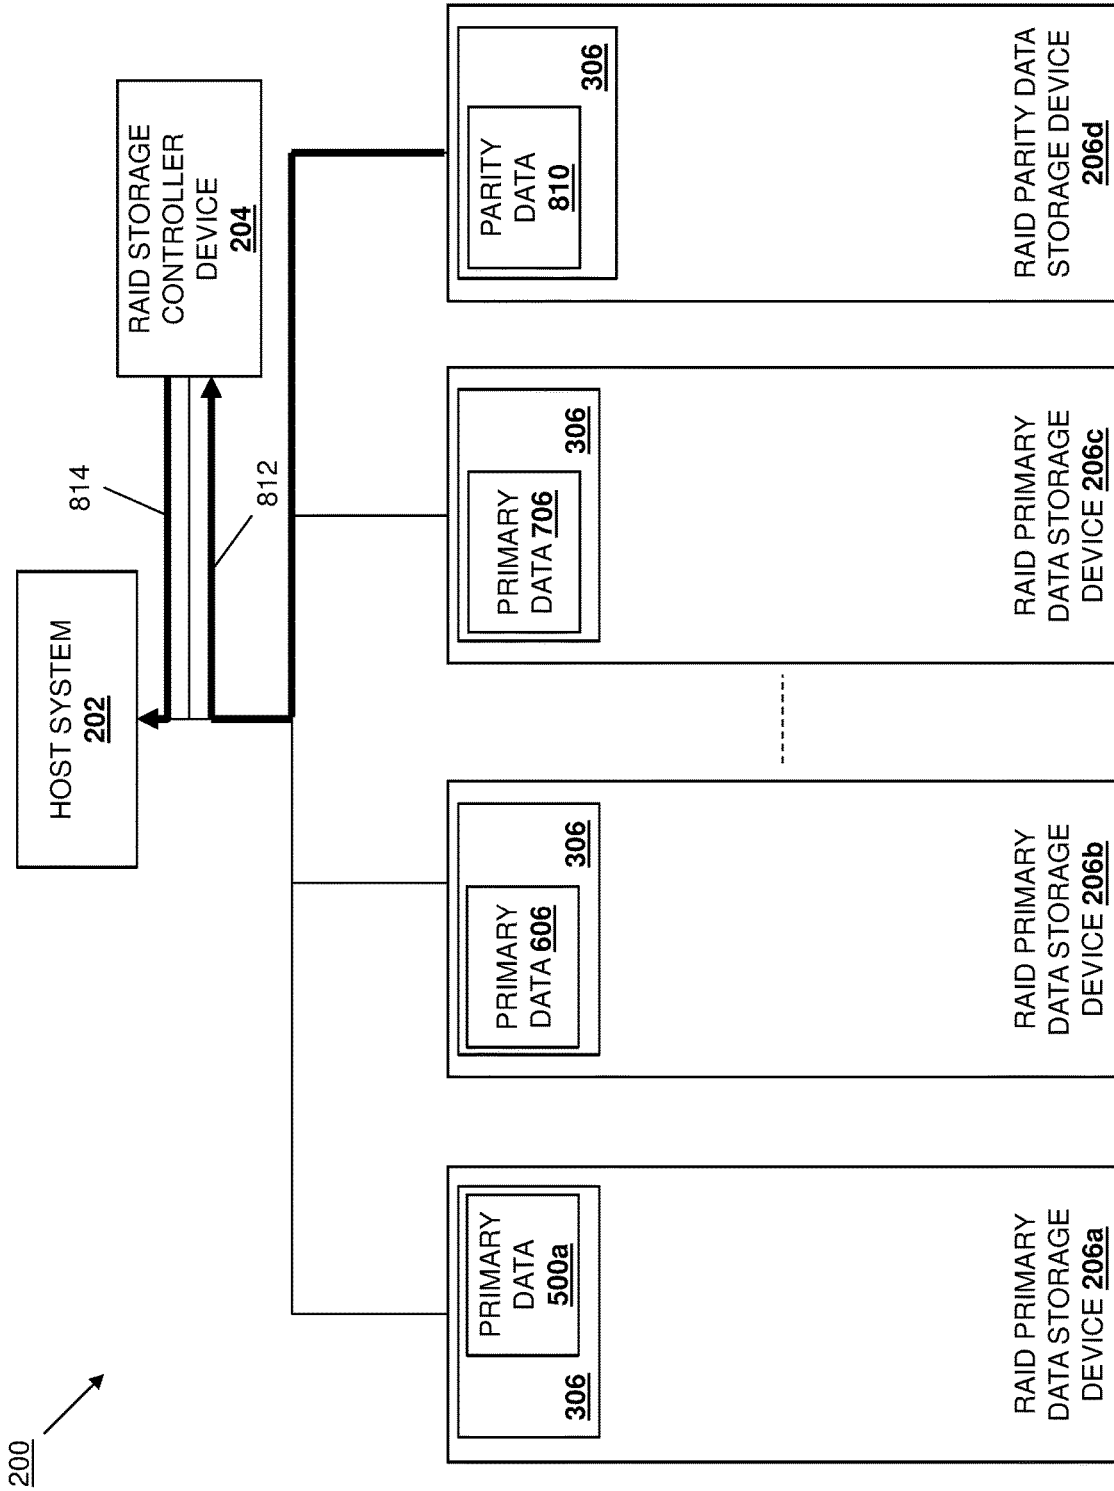 200
HOST SYSTEM
202
814
812
RAID STORAGE
CONTROLLER
DEVICE
204
PRIMARY
DATA
500a
306
RAID PRIMARY
DATA STORAGE
DEVICE 206a
PRIMARY
DATA 606
306
RAID PRIMARY
DATA STORAGE
DEVICE 206b
PRIMARY
DATA 706
306
RAID PRIMARY
DATA STORAGE
DEVICE 206c
PARITY
DATA
810
306
RAID PARITY DATA
STORAGE DEVICE
206d